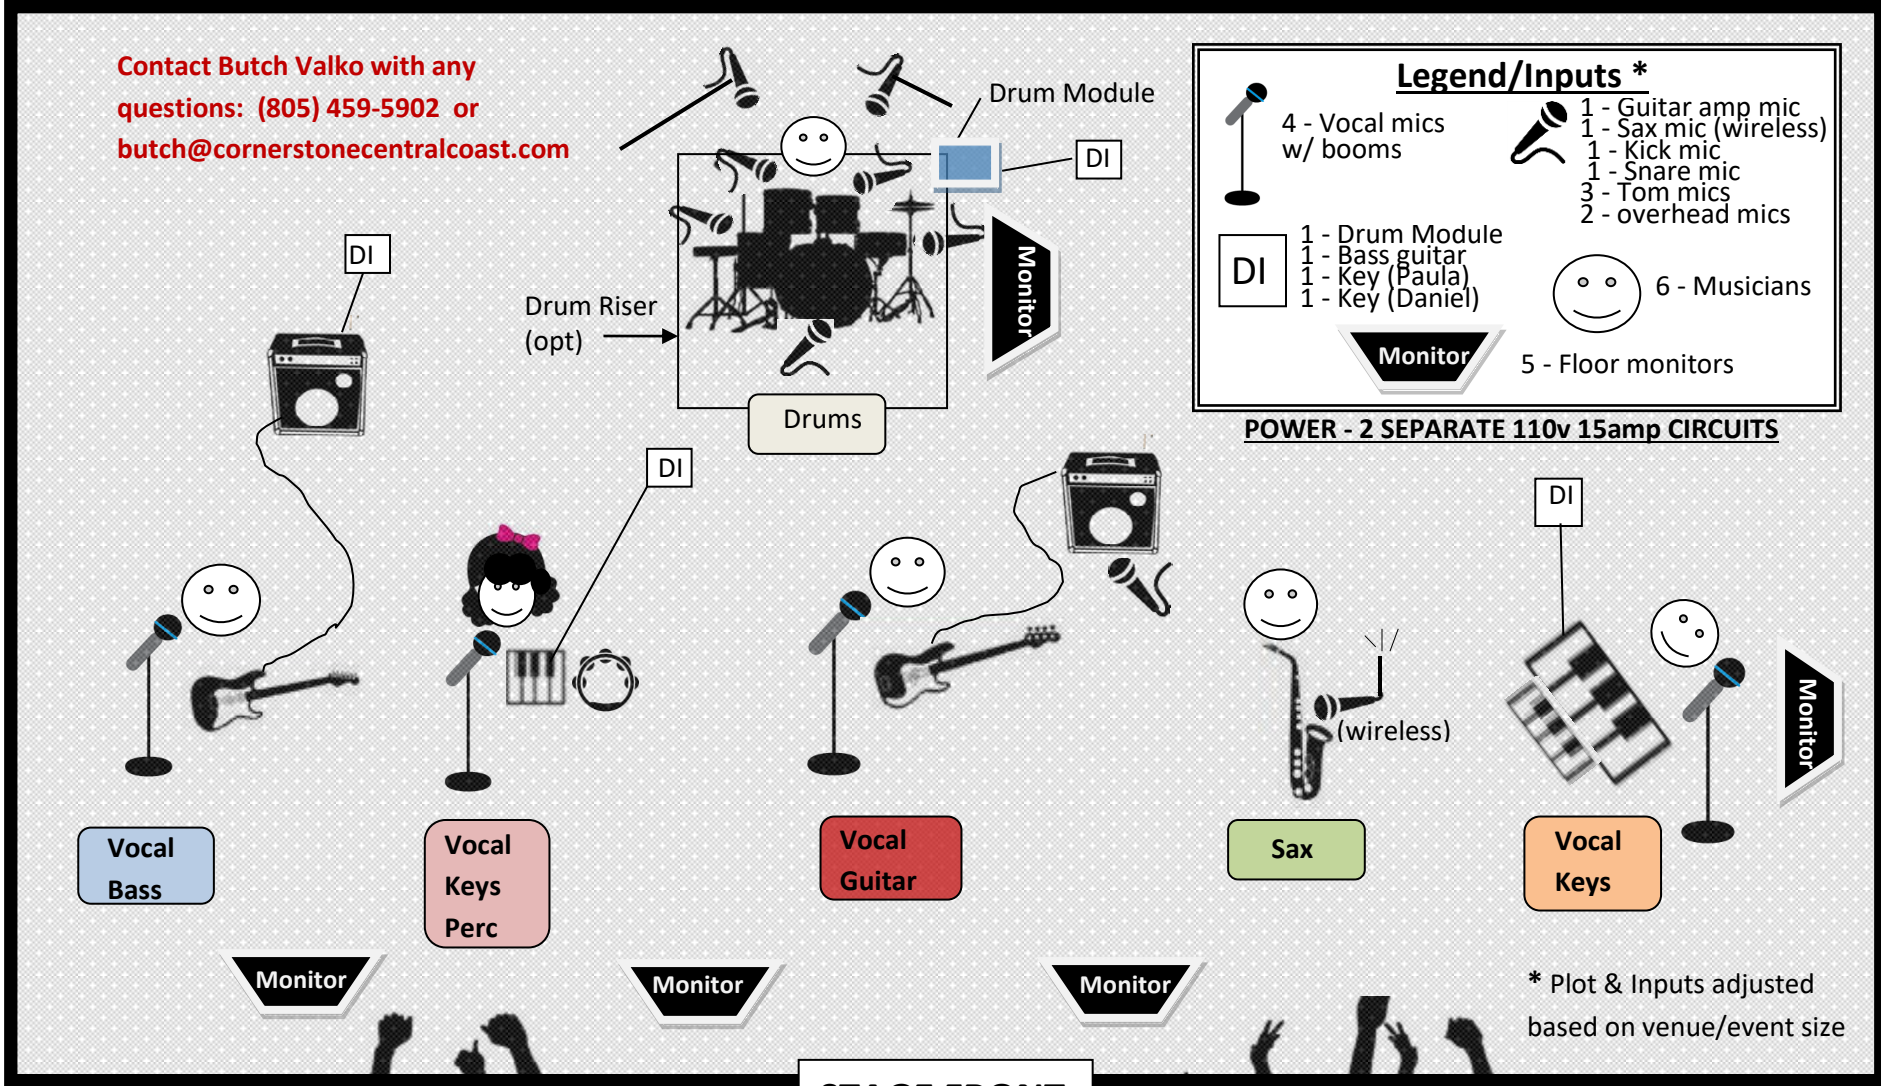 Contact Butch Valko with any
questions:  (805) 459-5902  or
butch@cornerstonecentralcoast.com
Drum Module
DI
Legend/Inputs *
4 - Vocal mics
w/ booms
1 - Guitar amp mic
1 - Sax mic (wireless)
1 - Kick mic
1 - Snare mic
3 - Tom mics
2 - overhead mics
DI
1 - Drum Module
1 - Bass guitar
1 - Key (Paula)
1 - Key (Daniel)
6 - Musicians
Monitor
5 - Floor monitors
POWER - 2 SEPARATE 110v 15amp CIRCUITS
DI
Drum Riser
(opt)
Monitor
Drums
DI
DI
(wireless)
Monitor
Vocal
Bass
Vocal
Keys
Perc
Vocal
Guitar
Sax
Vocal
Keys
Monitor
Monitor
Monitor
* Plot & Inputs adjusted
based on venue/event size
STAGE FRONT